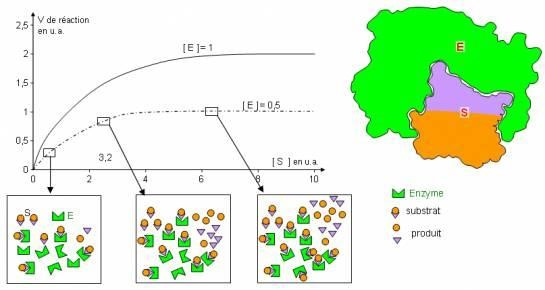 V de réaction
en u.a.
2,5
2
1,5
1
0,5
0
[ E ] = 1
[ E ] = 0,5
3,2
[ S ] en u.a.
0
2
4
6
8
10
S
E
E
S
Enzyme
substrat
produit